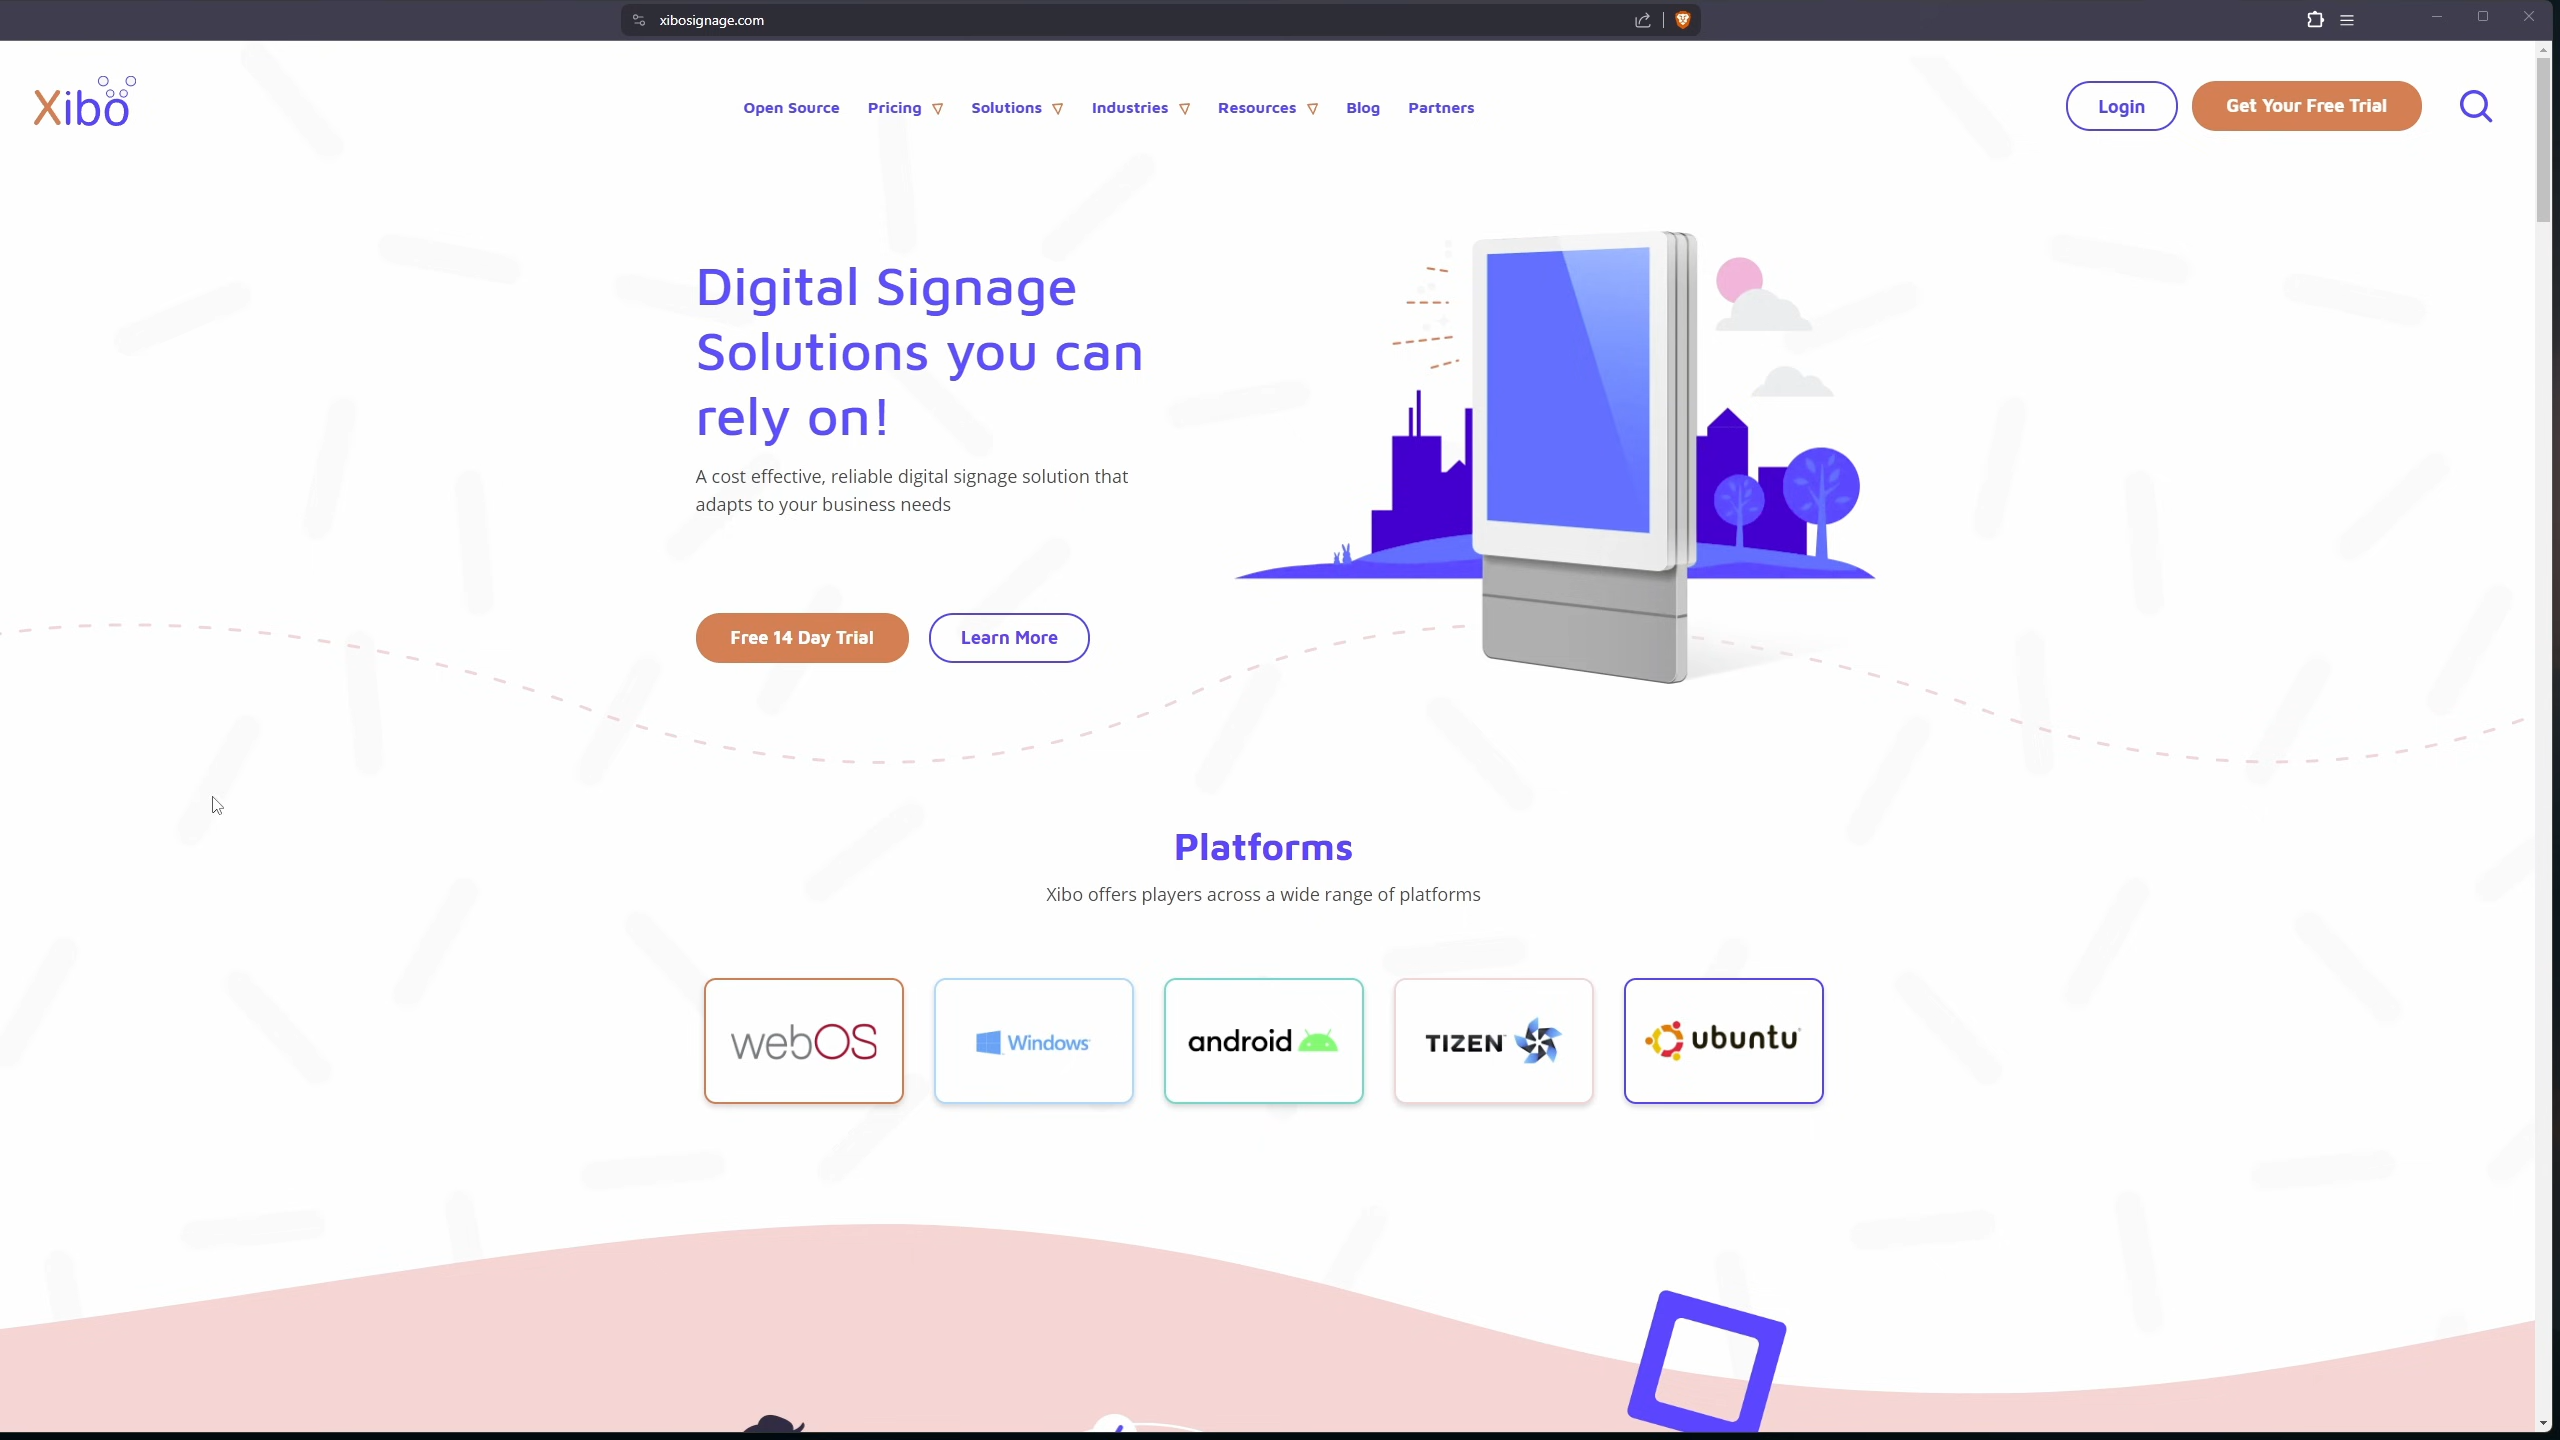 xibosignage.com
Xibo
Open Source Pricing Solutions Industries Resources Blog Partners
Login
Get Your Free Trial
Digital Signage
Solutions you can
rely on!
A cost effective, reliable digital signage solution that
adapts to your business needs
Free 14 Day Trial
Learn More
Platforms
Xibo offers players across a wide range of platforms
webOS
Windows
android
TIZEN
ubuntu